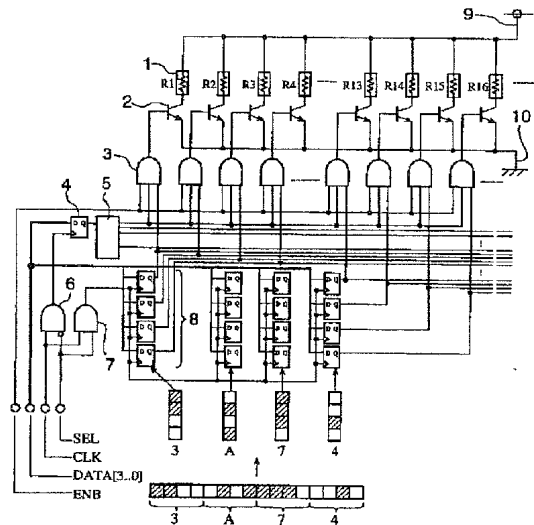 9
1
R1 R2 R3 R4 R13 R14 R15 R16
2
10
3
4 5
6
8
7
3 A 7 4
SEL
CLK
DATA[3..0]
ENB
3 A 7 4